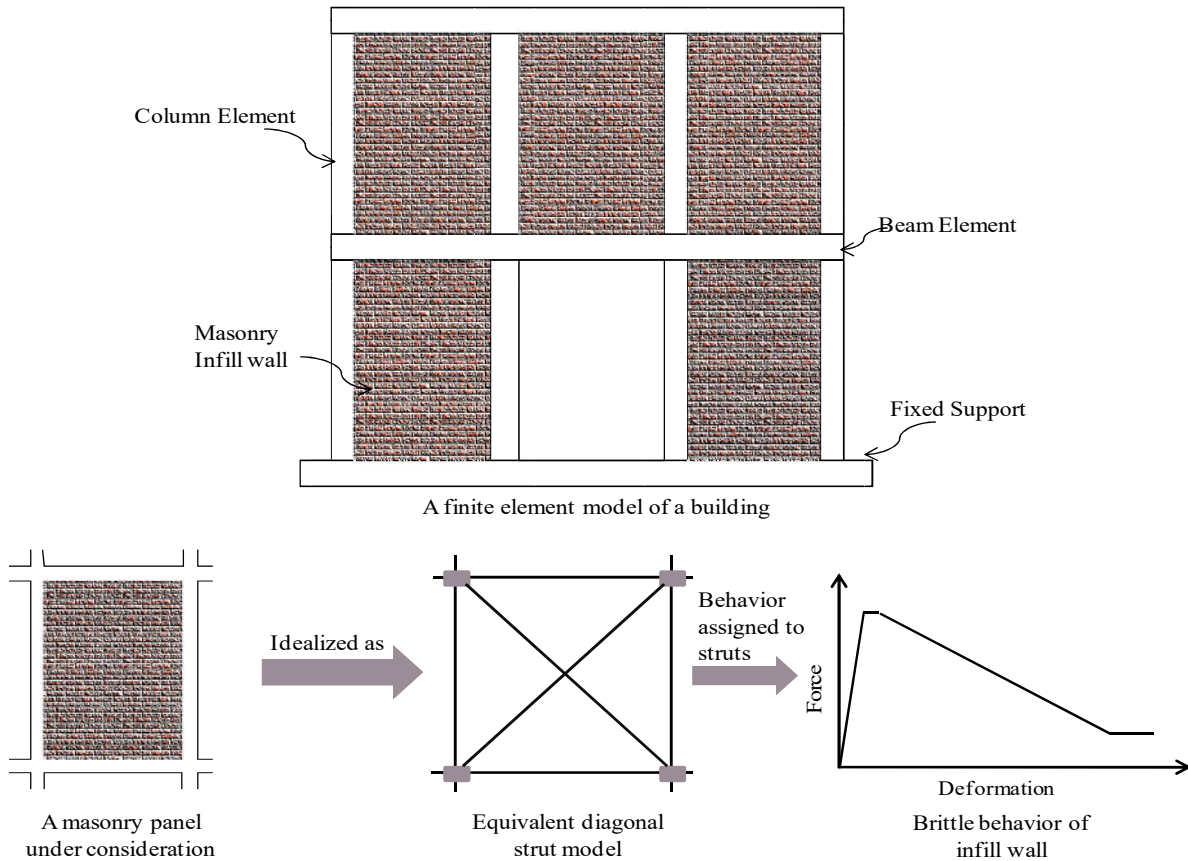 Column Element
Beam Element
Masonry
Infill wall
Fixed Support
A finite element model of a building
Idealized as
Behavior
assigned to
struts
Force
Deformation
A masonry panel
under consideration
Equivalent diagonal
strut model
Brittle behavior of
infill wall